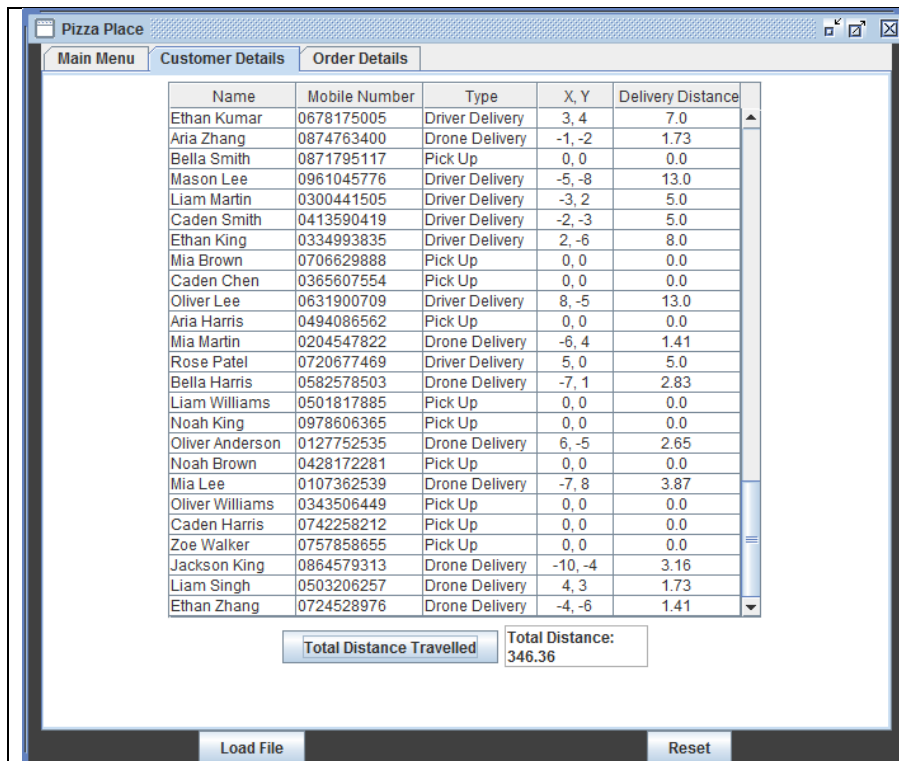 Pizza Place
Main Menu Customer Details Order Details
Name Mobile Number Type X, Y Delivery Distance
Ethan Kumar 0678175005 Driver Delivery 3, 4 7.0
Aria Zhang 0874763400 Drone Delivery -1, -2 1.73
Bella Smith 0871795117 Pick Up 0, 0 0.0
Mason Lee 0961045776 Driver Delivery -5, -8 13.0
Liam Martin 0300441505 Driver Delivery -3, 2 5.0
Caden Smith 0413590419 Driver Delivery -2, -3 5.0
Ethan King 0334993835 Driver Delivery 2, -6 8.0
Mia Brown 0706629888 Pick Up 0, 0 0.0
Caden Chen 0365607554 Pick Up 0, 0 0.0
Oliver Lee 0631900709 Driver Delivery 8, -5 13.0
Aria Harris 0494086562 Pick Up 0, 0 0.0
Mia Martin 0204547822 Drone Delivery -6, 4 1.41
Rose Patel 0720677469 Driver Delivery 5, 0 5.0
Bella Harris 0582578503 Drone Delivery -7, 1 2.83
Liam Williams 0501817885 Pick Up 0, 0 0.0
Noah King 0978606365 Pick Up 0, 0 0.0
Oliver Anderson 0127752535 Drone Delivery 6, -5 2.65
Noah Brown 0428172281 Pick Up 0, 0 0.0
Mia Lee 0107362539 Drone Delivery -7, 8 3.87
Oliver Williams 0343506449 Pick Up 0, 0 0.0
Caden Harris 0742258212 Pick Up 0, 0 0.0
Zoe Walker 0757858655 Pick Up 0, 0 0.0
Jackson King 0864579313 Drone Delivery -10, -4 3.16
Liam Singh 0503206257 Drone Delivery 4, 3 1.73
Ethan Zhang 0724528976 Drone Delivery -4, -6 1.41
Total Distance Travelled
Total Distance:
346.36
Load File Reset